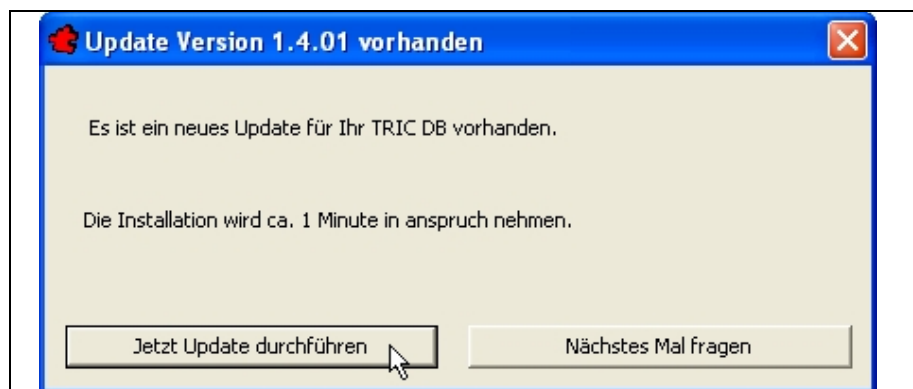 Update Version 1.4.01 vorhanden
Es ist ein neues Update für Ihr TRIC DB vorhanden.
Die Installation wird ca. 1 Minute in anspruch nehmen.
Jetzt Update durchführen
Nächstes Mal fragen